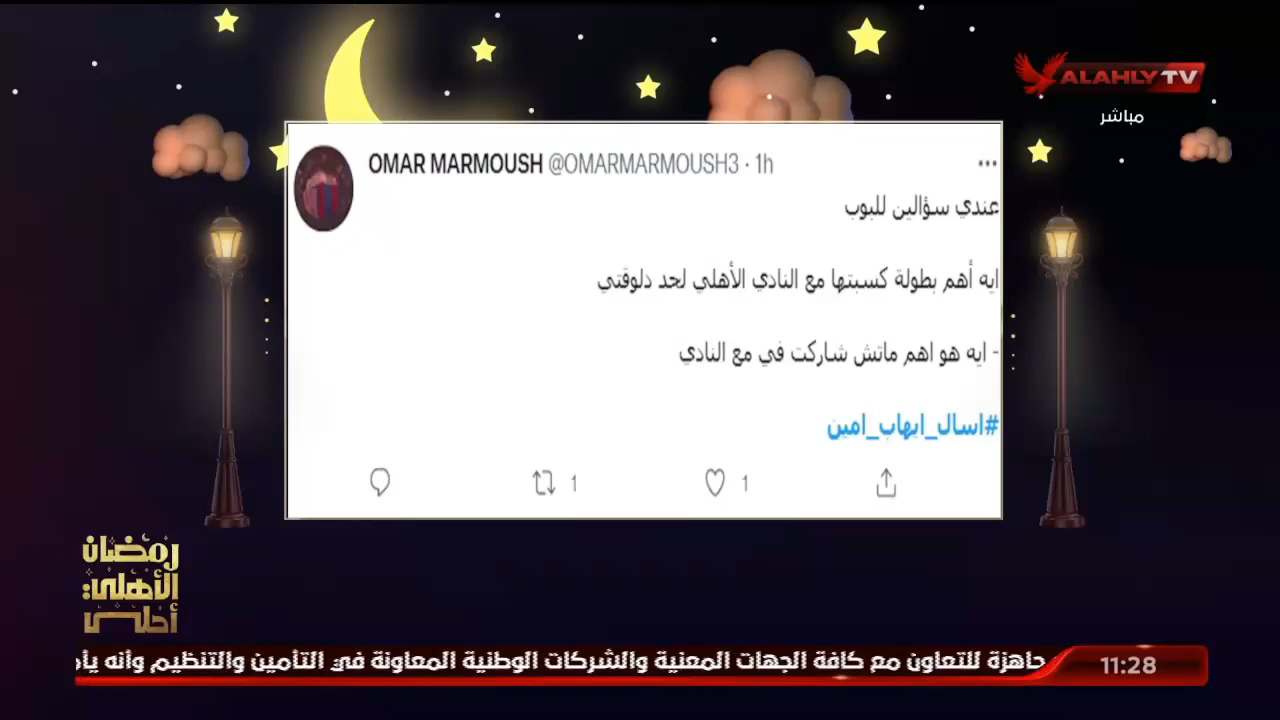 ALAHLY TV
مباشر
OMAR MARMOUSH @OMARMARMOUSH3 · 1h
عندي سؤالين للبوب
ايه أهم بطولة كسبتها مع النادي الأهلي لحد دلوقتي
- ايه هو اهم ماتش شاركت في مع النادي
#اسال_ايهاب_امين
1
1
رمضان
الأهلي
أحلى
حاهزة للتعاون مع كافة الجهات المعنية والشركات الوطنية المعاونة في التأمين والتنظيم وأنه يأ
11:28